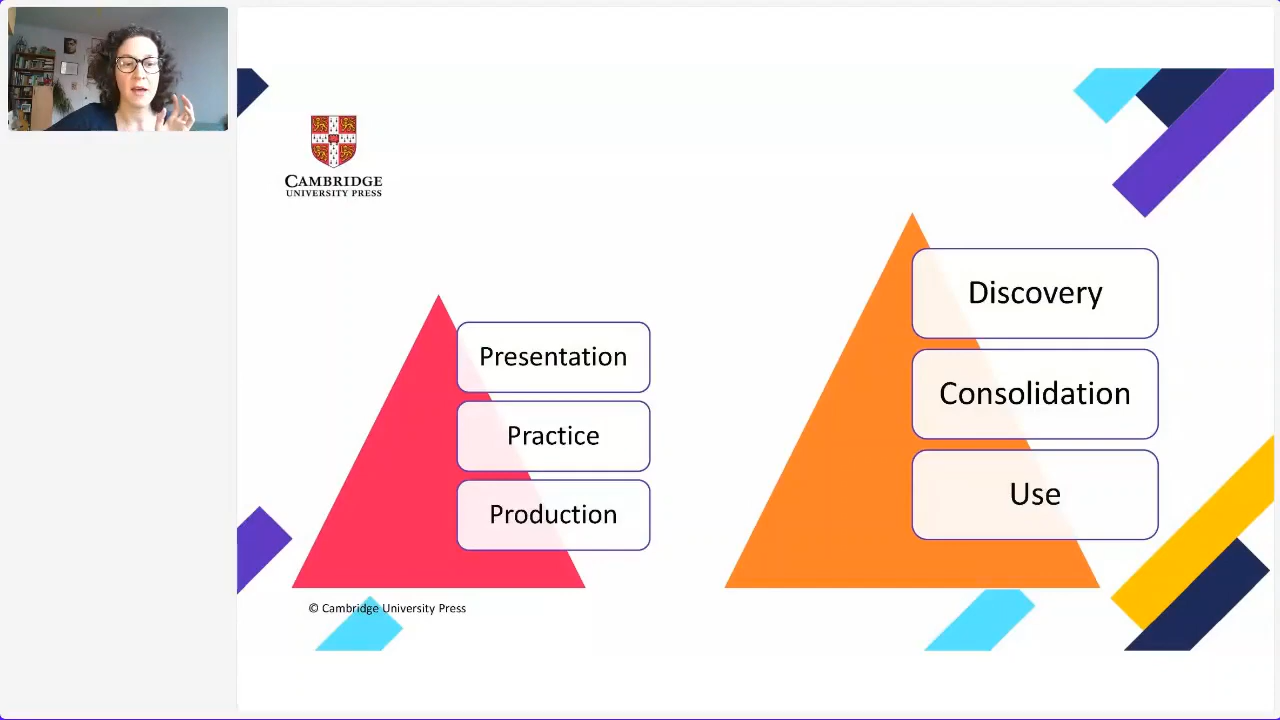 CAMBRIDGE
UNIVERSITY PRESS
Presentation
Practice
Production
Discovery
Consolidation
Use
© Cambridge University Press